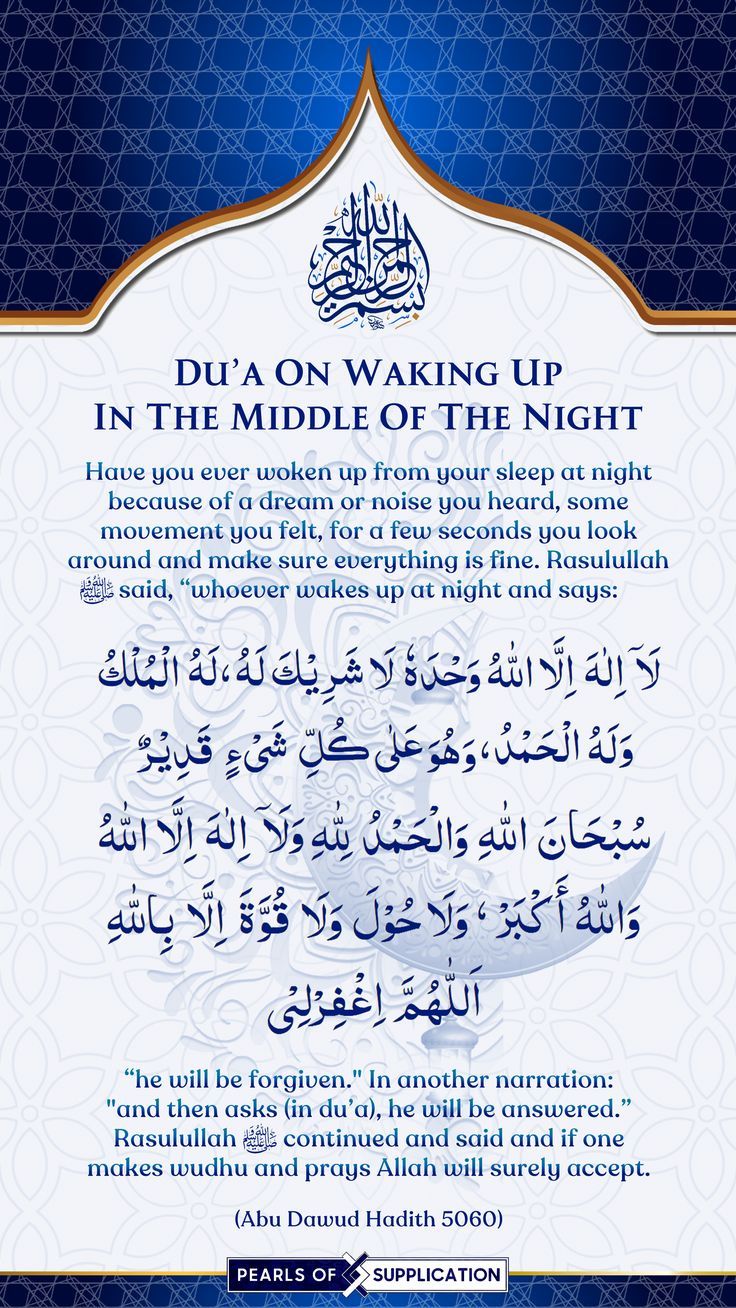 بسم الله الرحمن الرحيم
DU’A ON WAKING UP
IN THE MIDDLE OF THE NIGHT
Have you ever woken up from your sleep at night
because of a dream or noise you heard, some
movement you felt, for a few seconds you look
around and make sure everything is fine. Rasulullah
ﷺ said, “whoever wakes up at night and says:
لَآ اِلٰهَ اِلَّا اللهُ وَحْدَهٗ لَا شَرِيْكَ لَهُ، لَهُ الْمُلْكُ
وَلَهُ الْحَمْدُ، وَهُوَ عَلٰى كُلِّ شَىْءٍ قَدِيْرٌ
سُبْحَانَ اللهِ وَالْحَمْدُ لِلّٰهِ وَلَآ اِلٰهَ اِلَّا اللهُ
وَاللهُ أَكْبَرْ، وَلَا حُوْلَ وَلَا قُوَّةَ اِلَّا بِاللهِ
اَللّٰهُمَّ اِغْفِرْلِىْ
“he will be forgiven." In another narration:
"and then asks (in du’a), he will be answered.”
Rasulullah ﷺ continued and said and if one
makes wudhu and prays Allah will surely accept.
(Abu Dawud Hadith 5060)
PEARLS OF SUPPLICATION